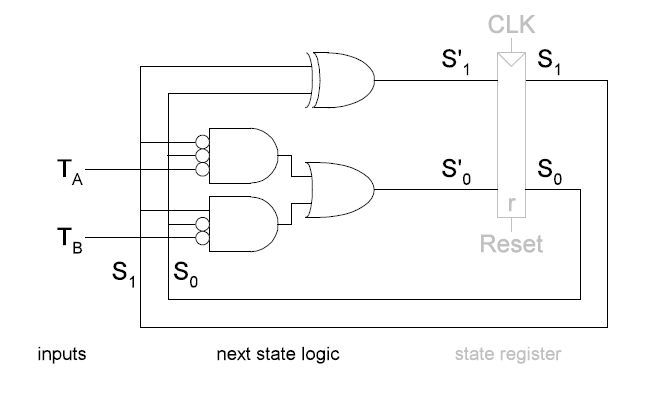 CLK
S'1 S1
TA S'0 S0
r
TB Reset
S1 S0
inputs next state logic state register